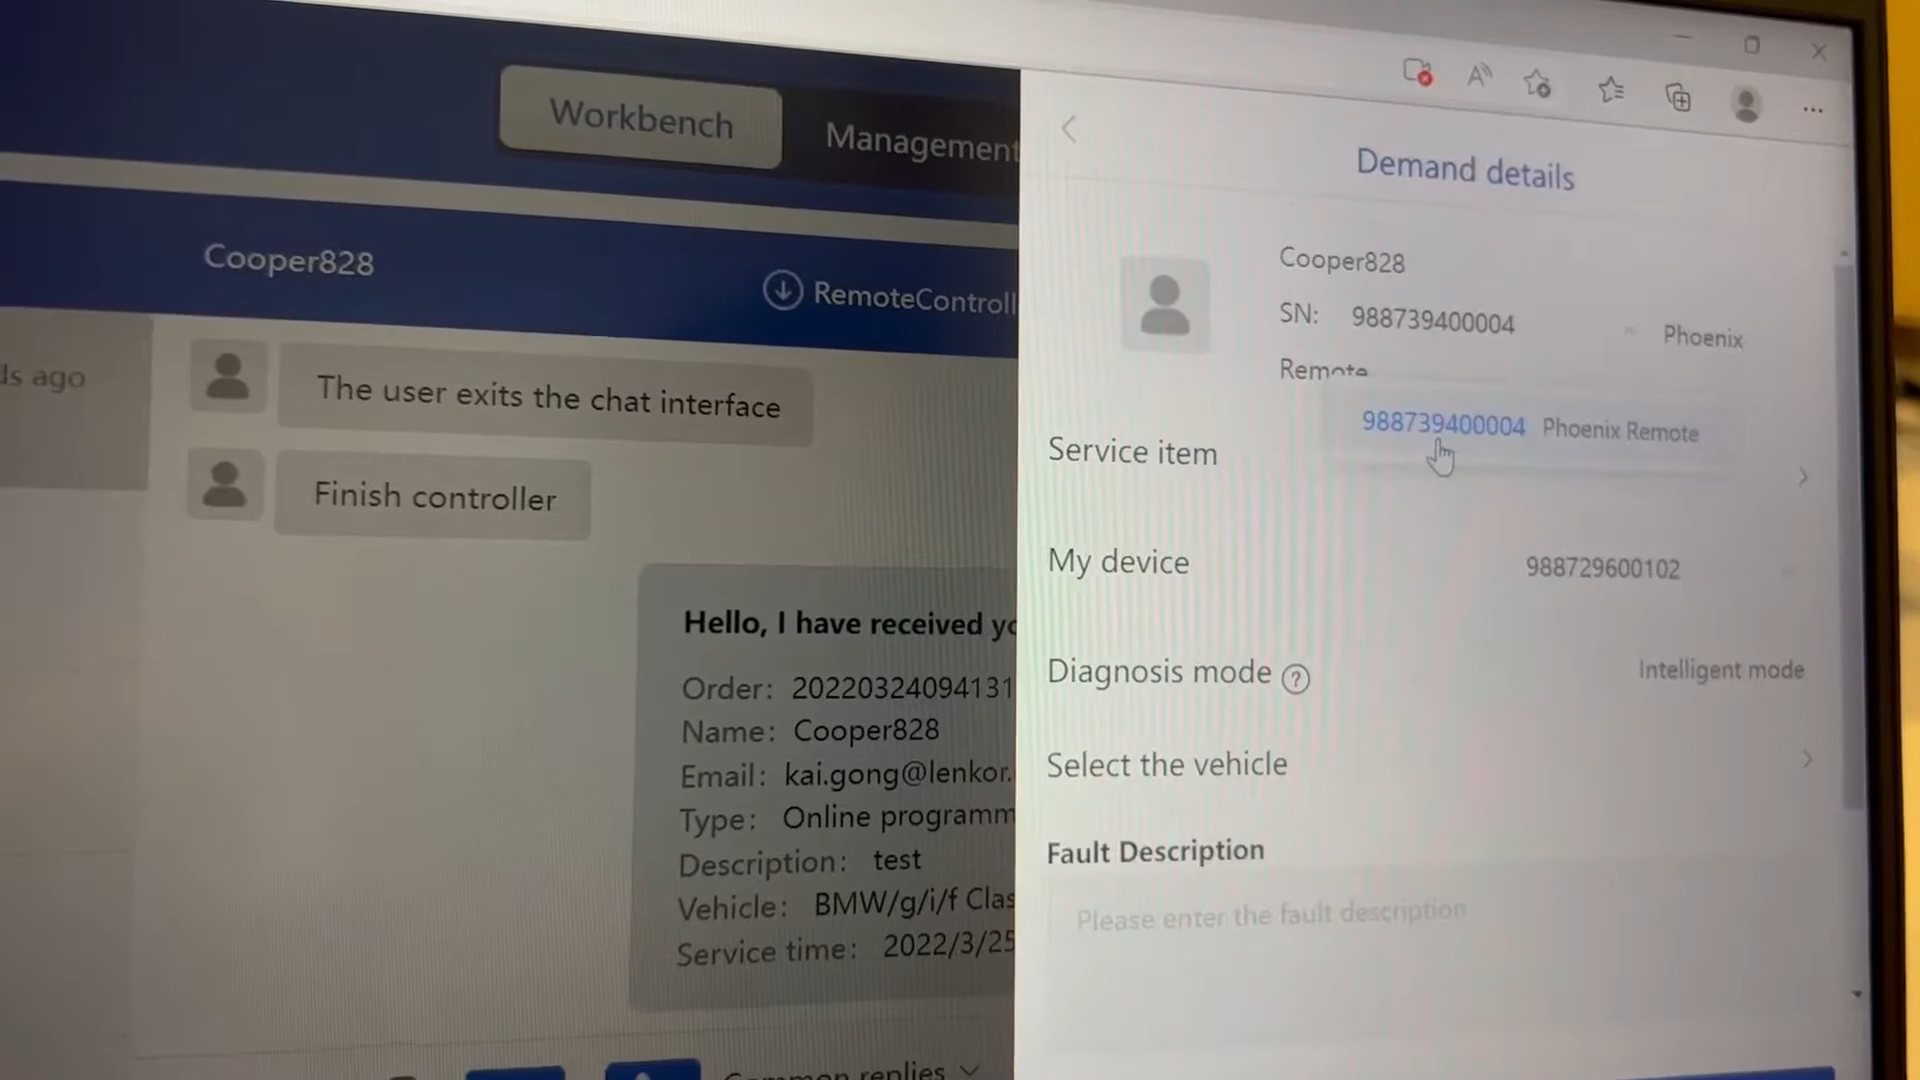 Workbench
Management
Cooper828
RemoteControll
ds ago
The user exits the chat interface
Finish controller
Hello, I have received yo
Order: 20220324094131
Name: Cooper828
Email: kai.gong@lenkor.
Type: Online programm
Description: test
Vehicle: BMW/g/i/f Clas
Service time: 2022/3/25
Common replies
Demand details
Cooper828
SN: 988739400004 Phoenix
Remote
988739400004 Phoenix Remote
Service item
My device 988729600102
Diagnosis mode ? Intelligent mode
Select the vehicle
Fault Description
Please enter the fault description